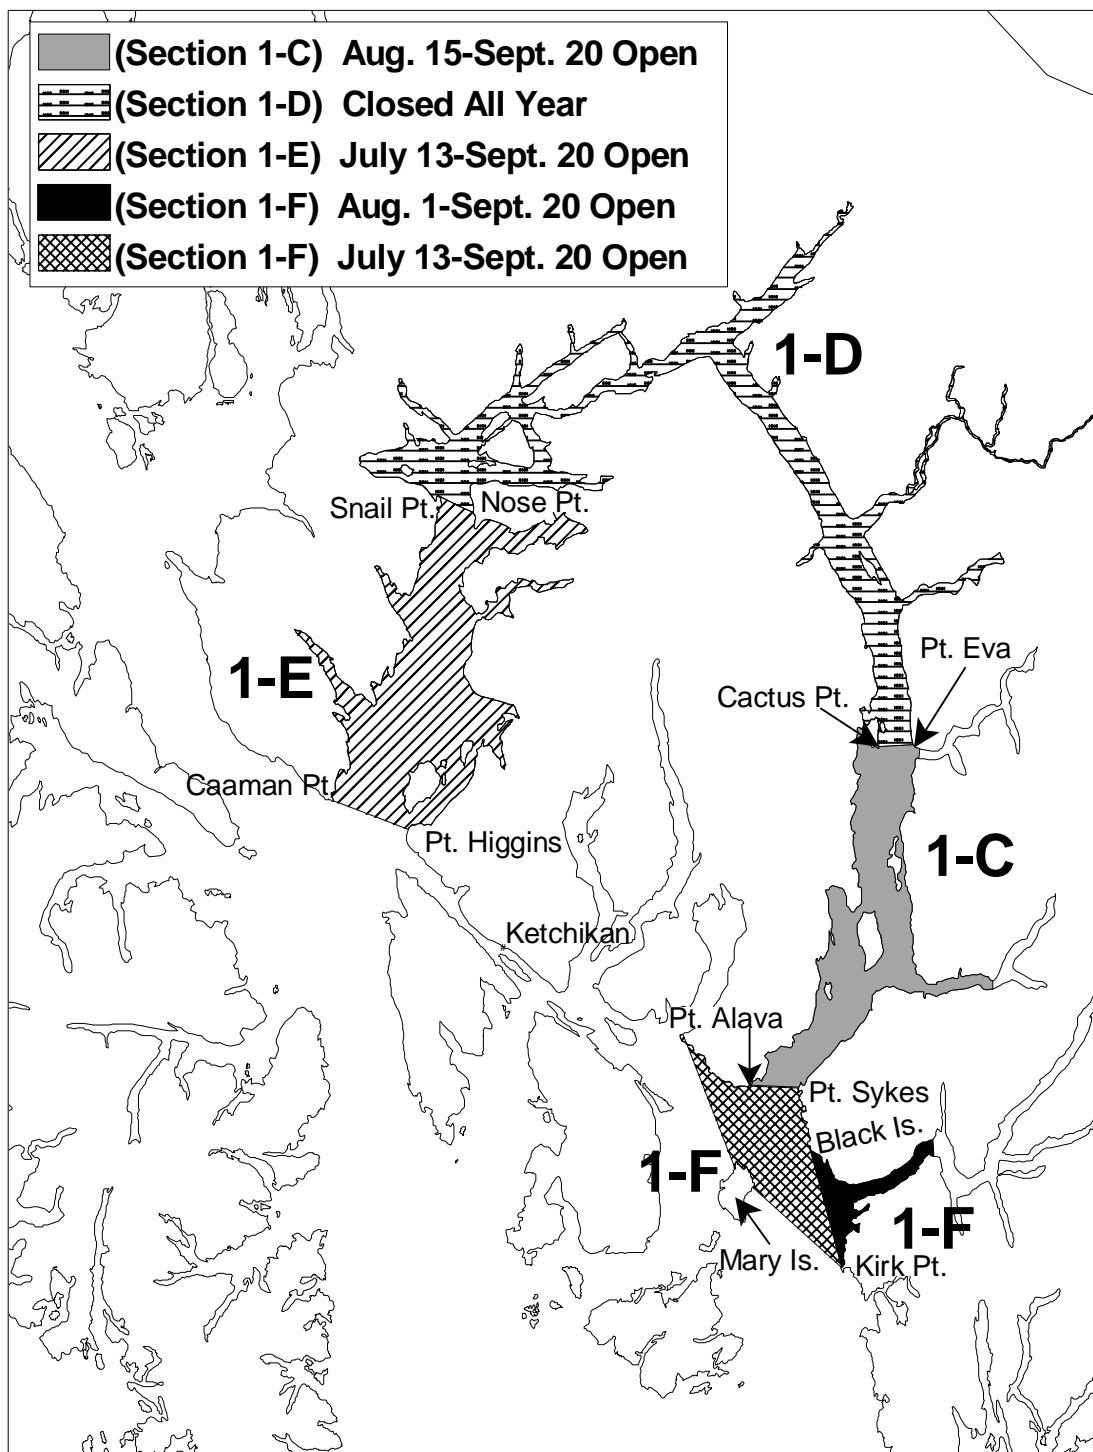 (Section 1-C) Aug. 15-Sept. 20 Open
(Section 1-D) Closed All Year
(Section 1-E) July 13-Sept. 20 Open
(Section 1-F) Aug. 1-Sept. 20 Open
(Section 1-F) July 13-Sept. 20 Open
1-D
Snail Pt.
Nose Pt.
1-E
Pt. Eva
Cactus Pt.
Caaman Pt.
Pt. Higgins
1-C
Ketchikan
Pt. Alava
Pt. Sykes
Black Is.
1-F
1-F
Mary Is.
Kirk Pt.